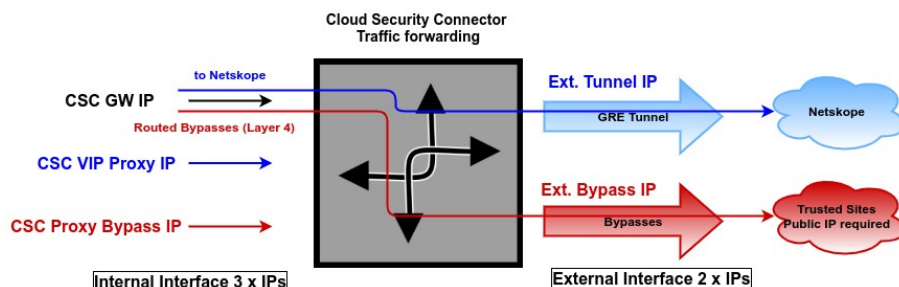 Cloud Security Connector
Traffic forwarding
to Netskope
CSC GW IP
Routed Bypasses (Layer 4)
CSC VIP Proxy IP
CSC Proxy Bypass IP
Internal Interface 3 x IPs
Ext. Tunnel IP
GRE Tunnel
Netskope
Ext. Bypass IP
Bypasses
Trusted Sites
Public IP required
External Interface 2 x IPs